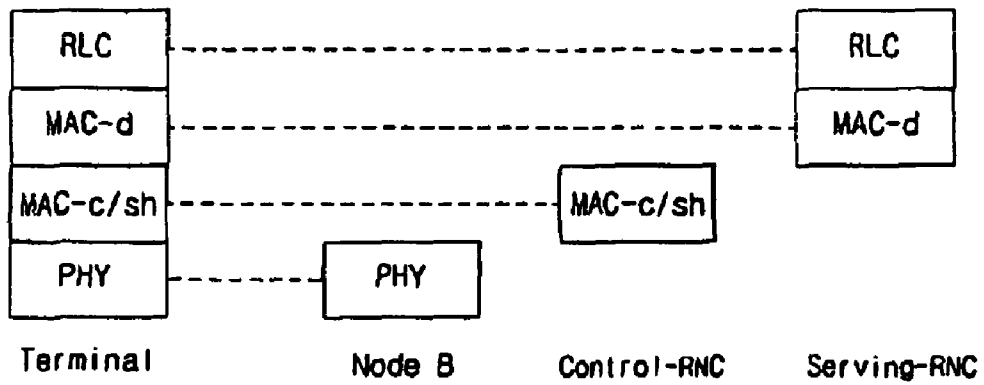 RLC RLC
MAC-d MAC-d
MAC-c/sh MAC-c/sh
PHY PHY
Terminal Node B Control-RNC Serving-RNC